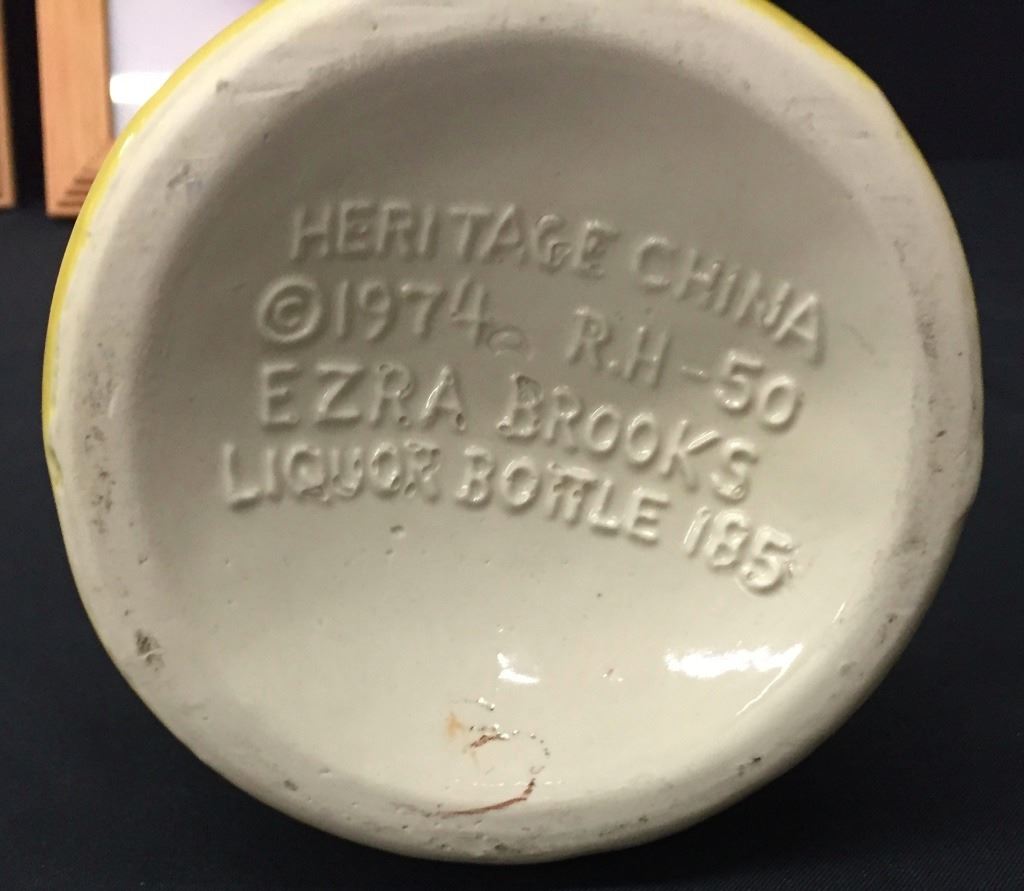 HERITAGE CHINA
©1974 R.H-50
EZRA BROOKS
LIQUOR BOTTLE 185